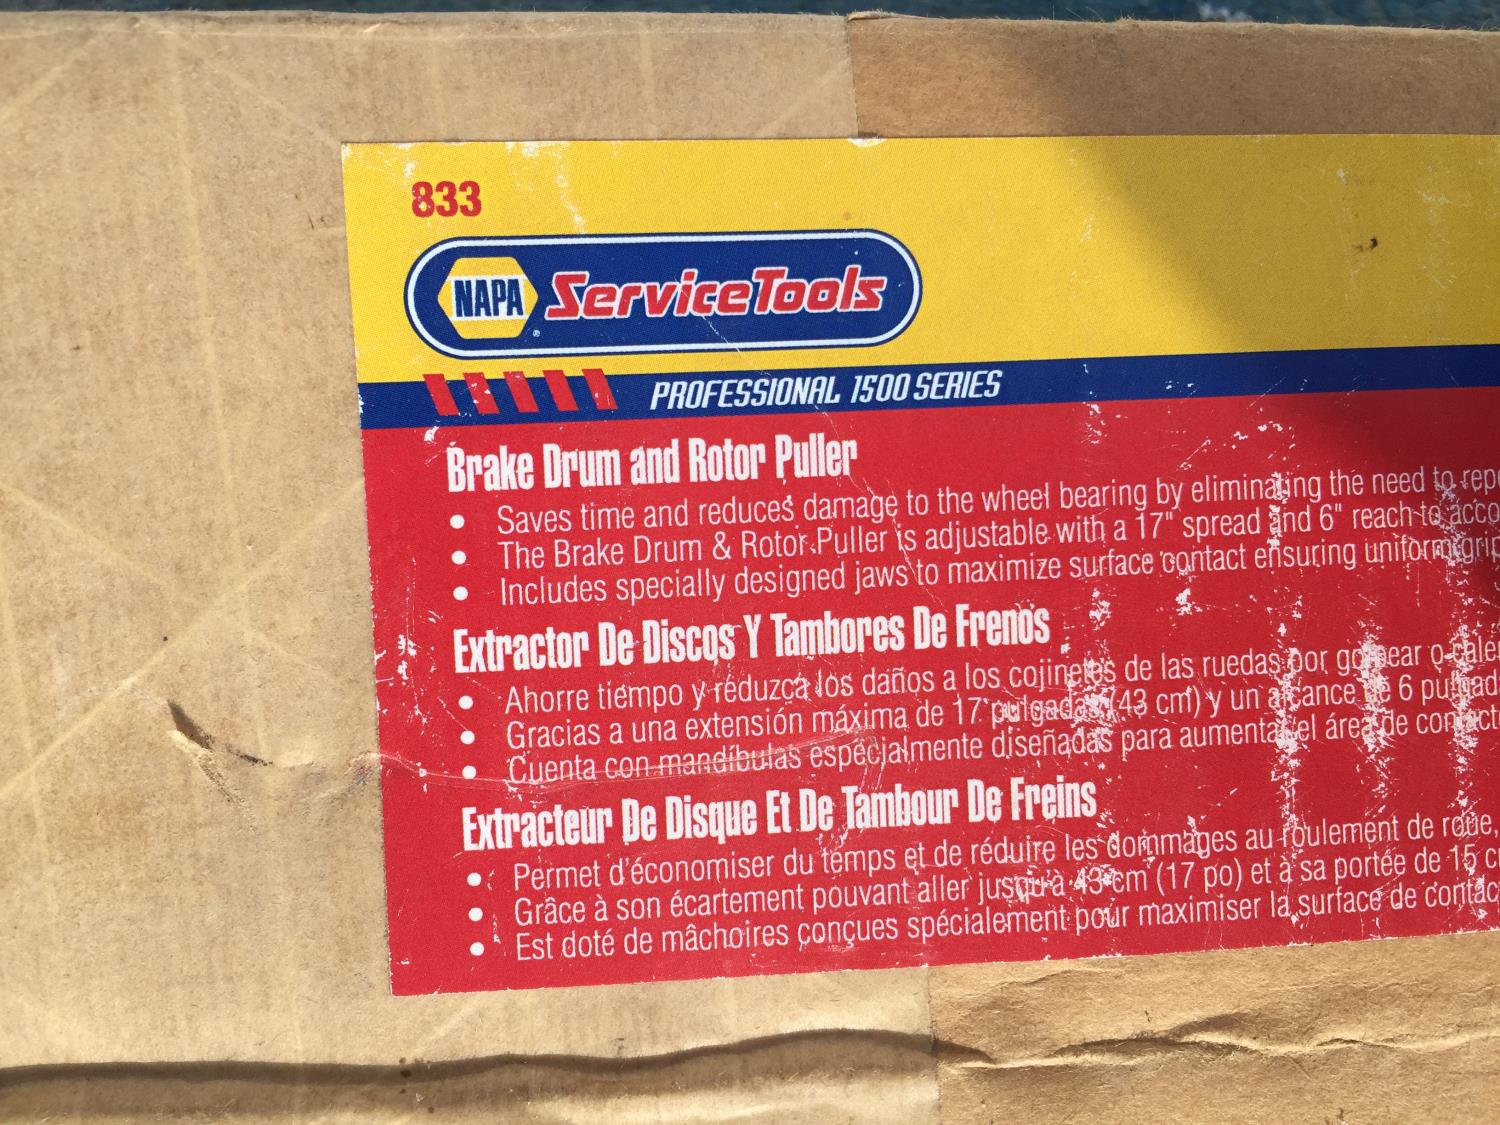 833
NAPA ® ServiceTools
PROFESSIONAL 1500 SERIES
Brake Drum and Rotor Puller
• Saves time and reduces damage to the wheel bearing by eliminating the need to
• The Brake Drum & Rotor Puller is adjustable with a 17" spread and 6" reach to
• Includes specially designed jaws to maximize surface contact ensuring uniform
Extractor De Discos Y Tambores De Frenos
• Ahorre tiempo y reduzca los daños a los cojinetes de las ruedas por golpear o
• Gracias a una extensión máxima de 17 pulgadas (43 cm) y un alcance de 6
• Cuenta con mandíbulas especialmente diseñadas para aumentar el área de
Extracteur De Disque Et De Tambour De Freins
• Permet d'économiser du temps et de réduire les dommages au roulement de roue,
• Grâce à son écartement pouvant aller jusqu'à 43 cm (17 po) et à sa portée de 15
• Est doté de mâchoires conçues spécialement pour maximiser la surface de